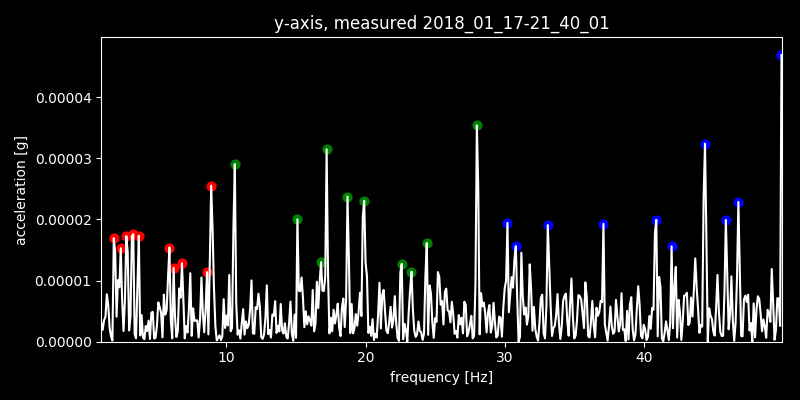 y-axis, measured 2018_01_17-21_40_01
acceleration [g]
0.00004
0.00003
0.00002
0.00001
0.00000
10 20 30 40
frequency [Hz]